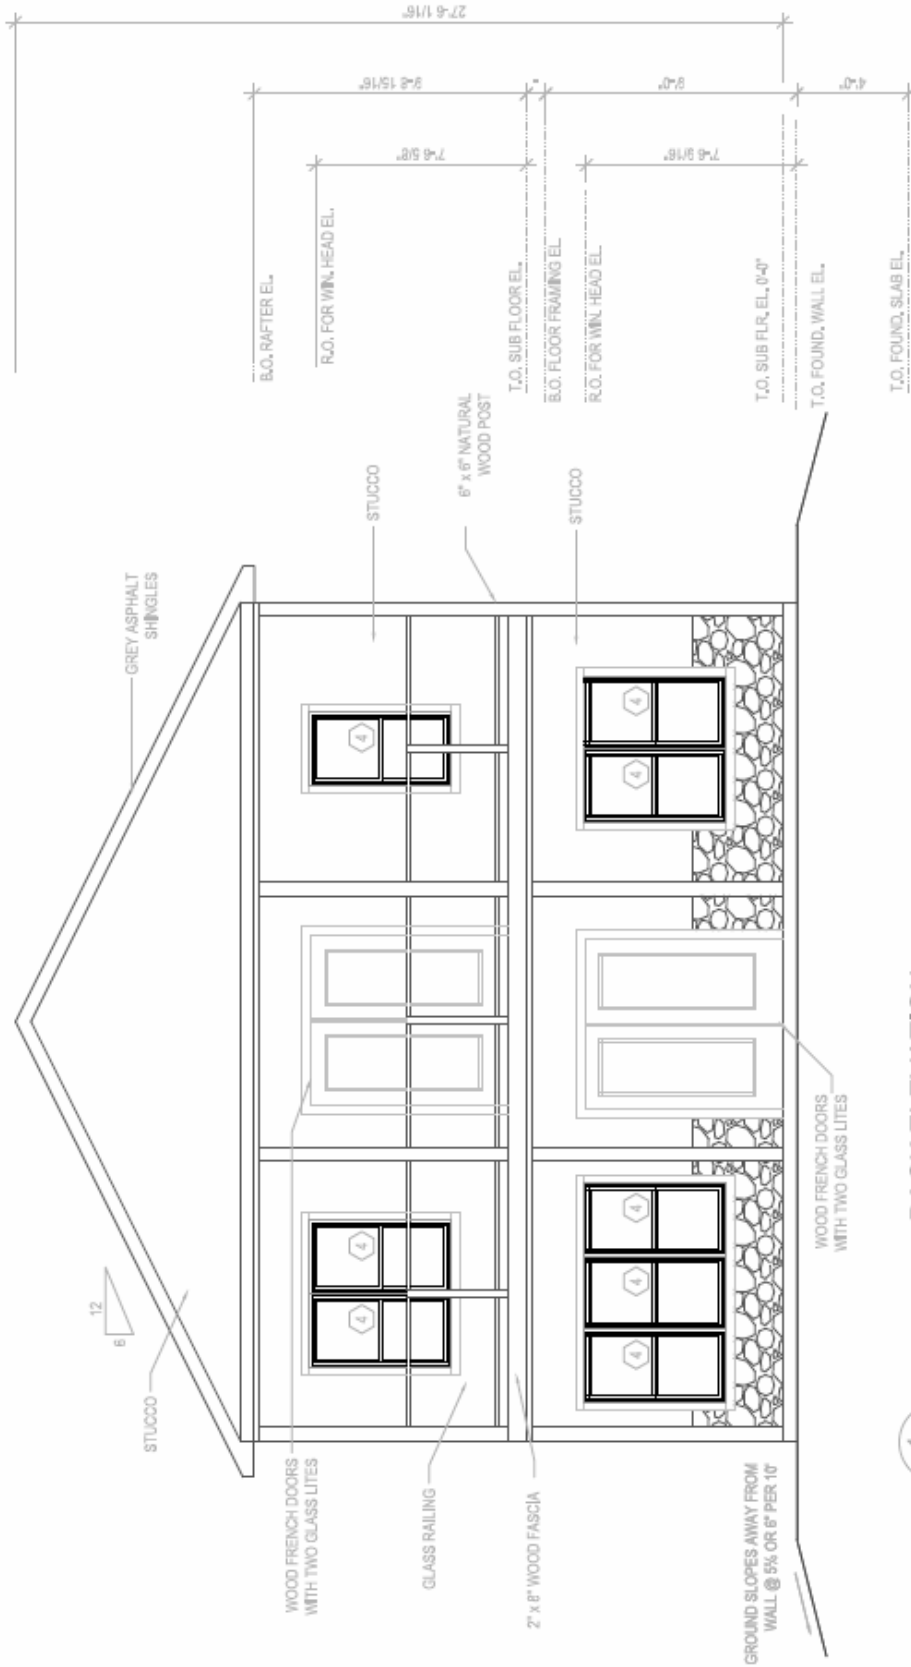 GREY ASPHALT
SHINGLES
12
6
STUCCO
STUCCO
WOOD FRENCH DOORS
WITH TWO GLASS LITES
GLASS RAILING
2" x 8" WOOD FASCIA
6" x 6" NATURAL
WOOD POST
STUCCO
4
4
4
4
4
4
4
4
GROUND SLOPES AWAY FROM
WALL @ 5% OR 6" PER 10'
WOOD FRENCH DOORS
WITH TWO GLASS LITES
B.O. RAFTER EL.
R.O. FOR WIN. HEAD EL.
T.O. SUB FLOOR EL.
B.O. FLOOR FRAMING EL.
R.O. FOR WIN. HEAD EL.
T.O. SUB FLR. EL. 0'-0"
T.O. FOUND. WALL EL.
T.O. FOUND. SLAB EL.
27'-6 1/16"
9'-8 15/16"
7'-6 5/8"
9'-0"
7'-6 9/16"
4'-0"